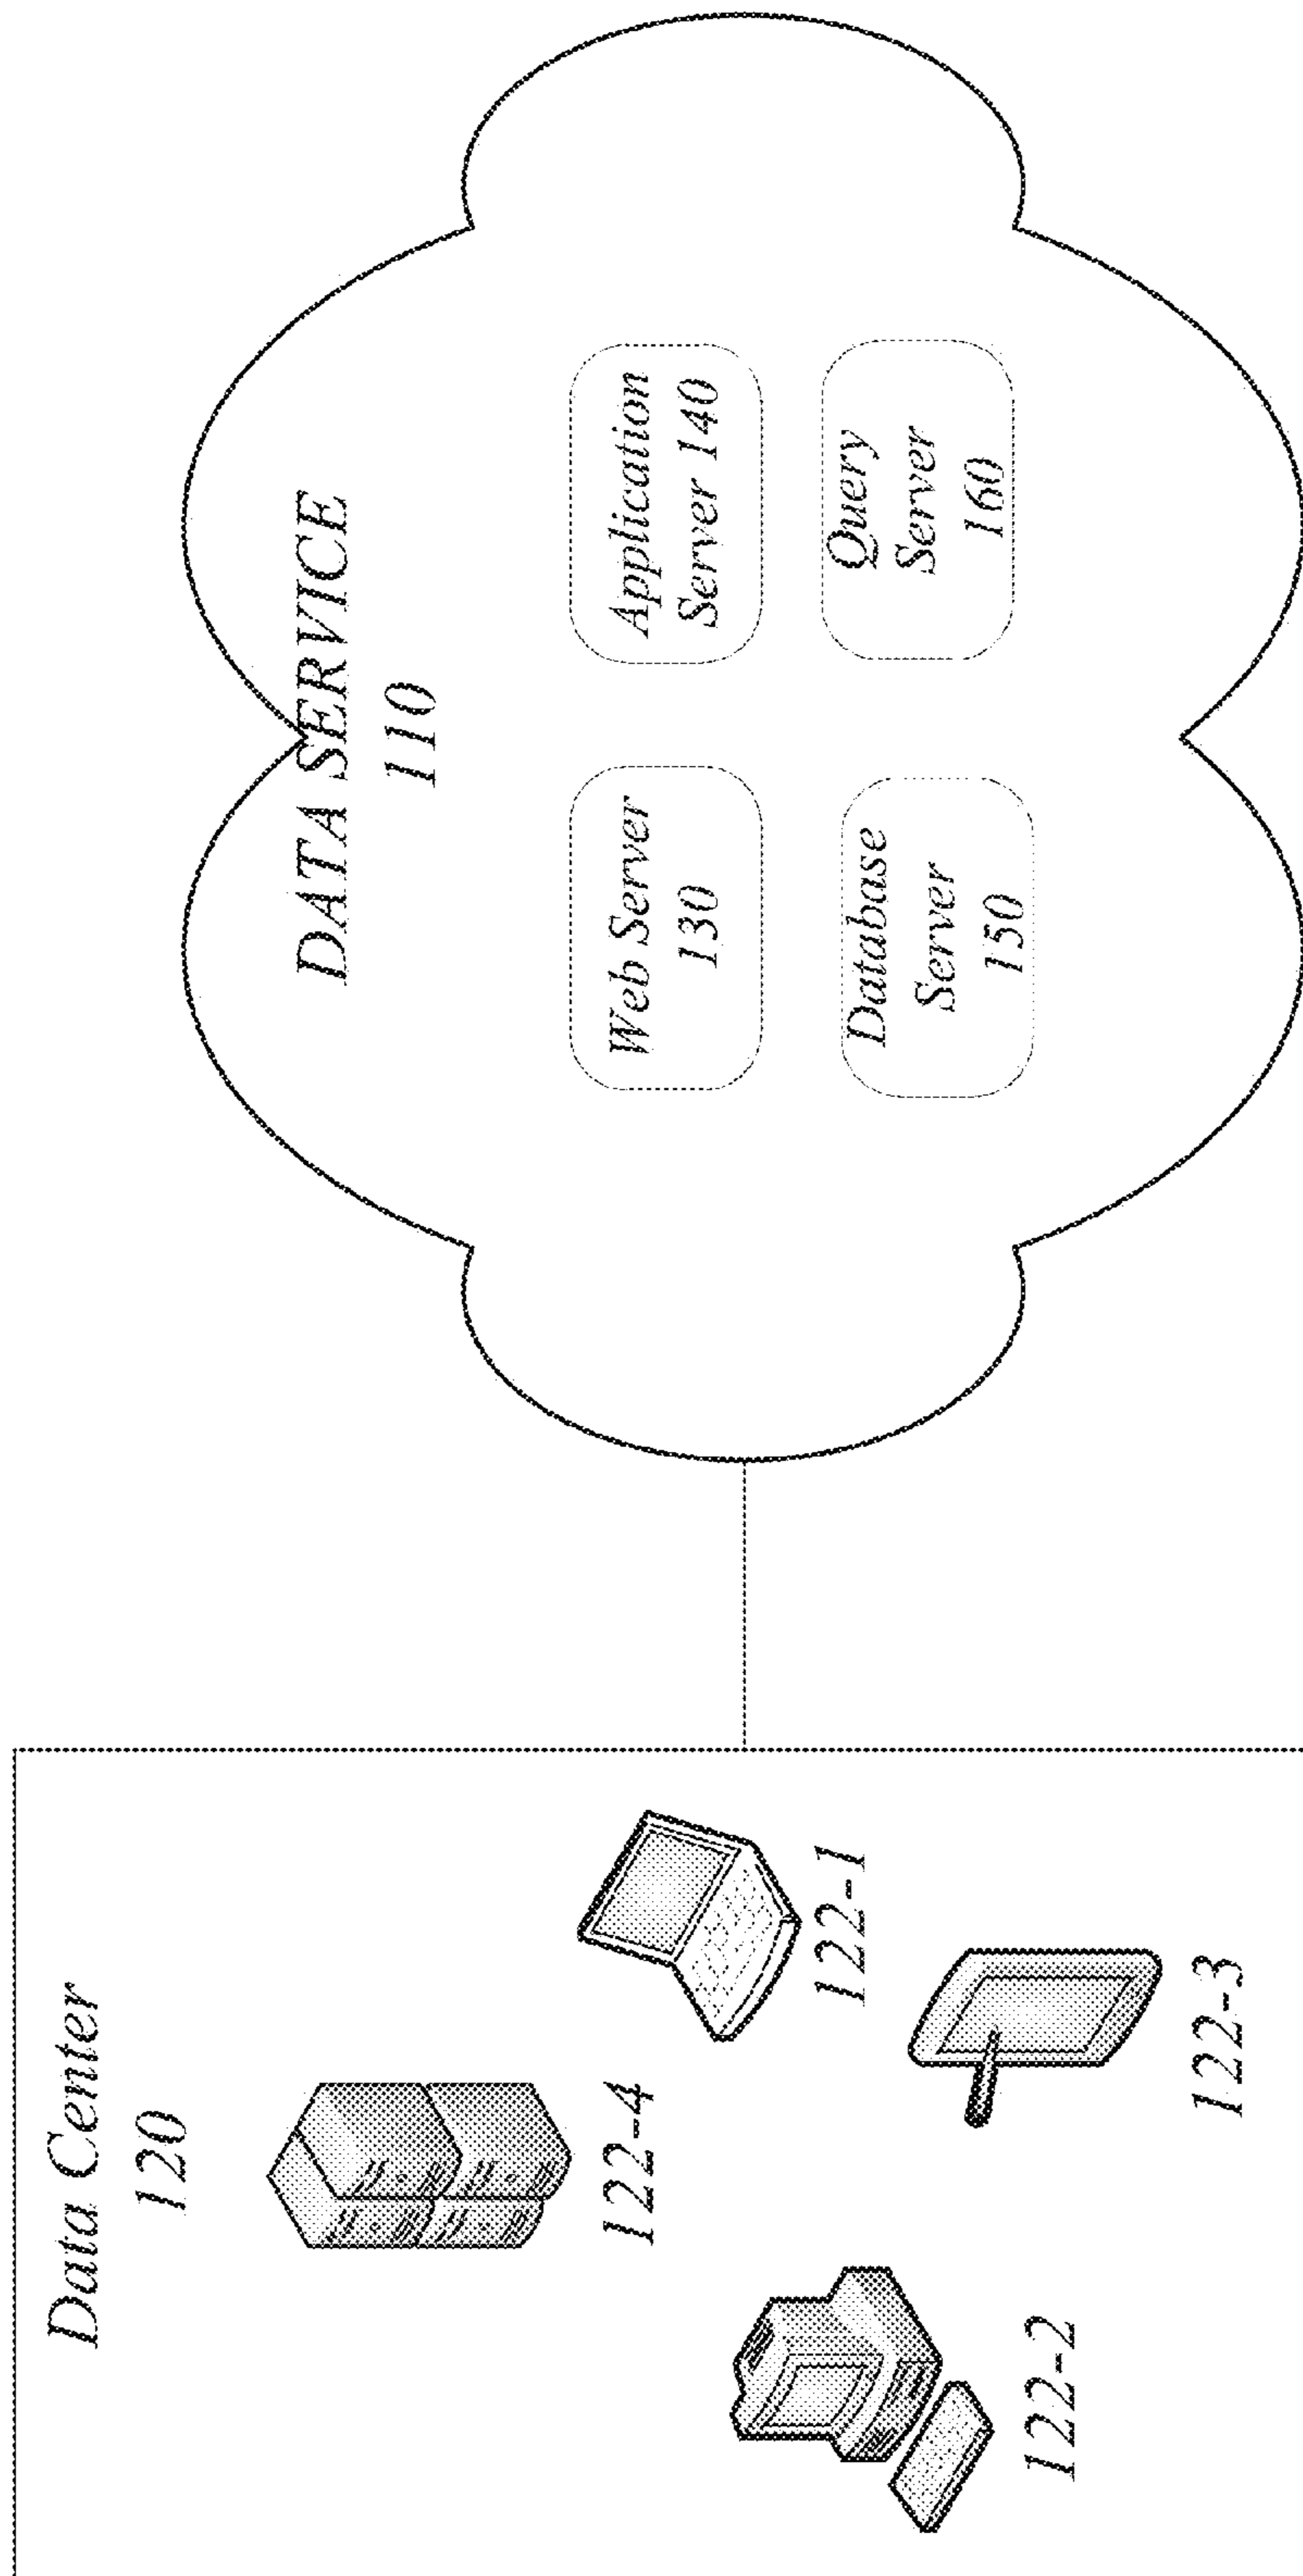 Data Center
120
122-4
122-1
122-2
122-3
DATA SERVICE
110
Web Server
130
Application
Server 140
Database
Server
150
Query
Server
160